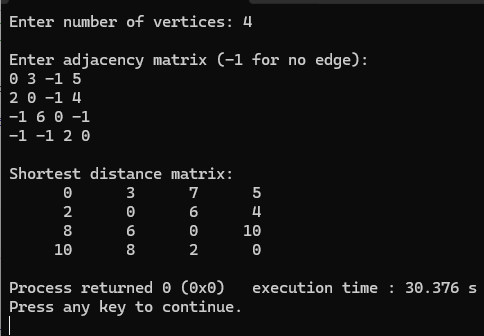 Enter number of vertices: 4
Enter adjacency matrix (-1 for no edge):
0 3 -1 5
2 0 -1 4
-1 6 0 -1
-1 -1 2 0
Shortest distance matrix:
0 3 7 5
2 0 6 4
8 6 0 10
10 8 2 0
Process returned 0 (0x0) execution time : 30.376 s
Press any key to continue.